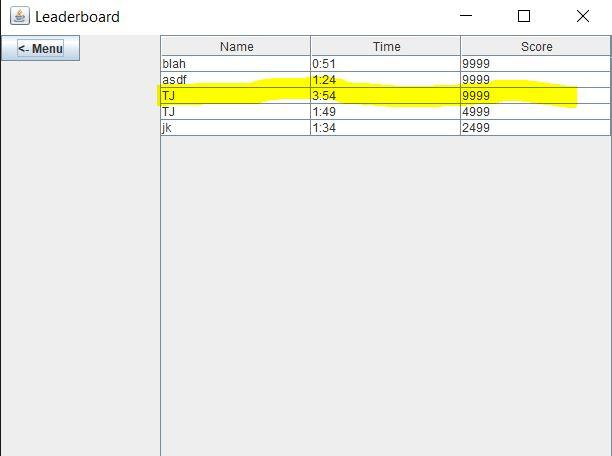 Leaderboard
<- Menu
Name Time Score
blah 0:51 9999
asdf 1:24 9999
TJ 3:54 9999
TJ 1:49 4999
jk 1:34 2499